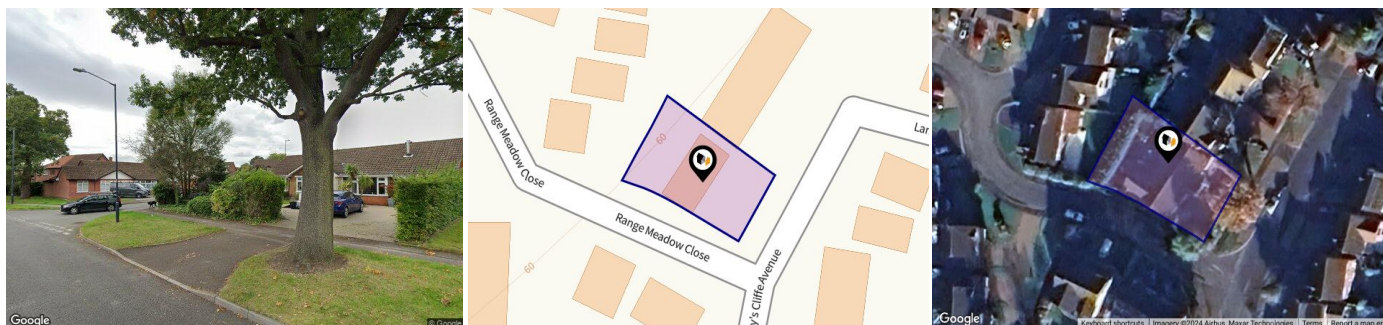 Google
© Google
Range Meadow Close
60
Range Meadow Close
60
y's Cliffe Avenue
Lar
Google
Keyboard shortcuts
Imagery ©2024 Airbus, Maxar Technologies
Terms
Report a map er